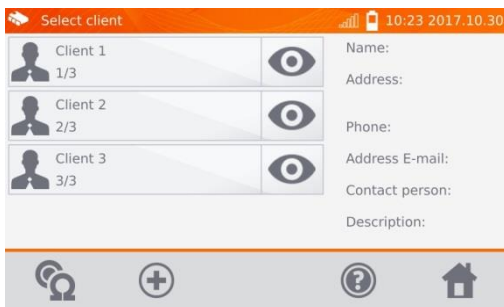 Select client
10:23 2017.10.30
Client 1
1/3
Client 2
2/3
Client 3
3/3
Name:
Address:
Phone:
Address E-mail:
Contact person:
Description: